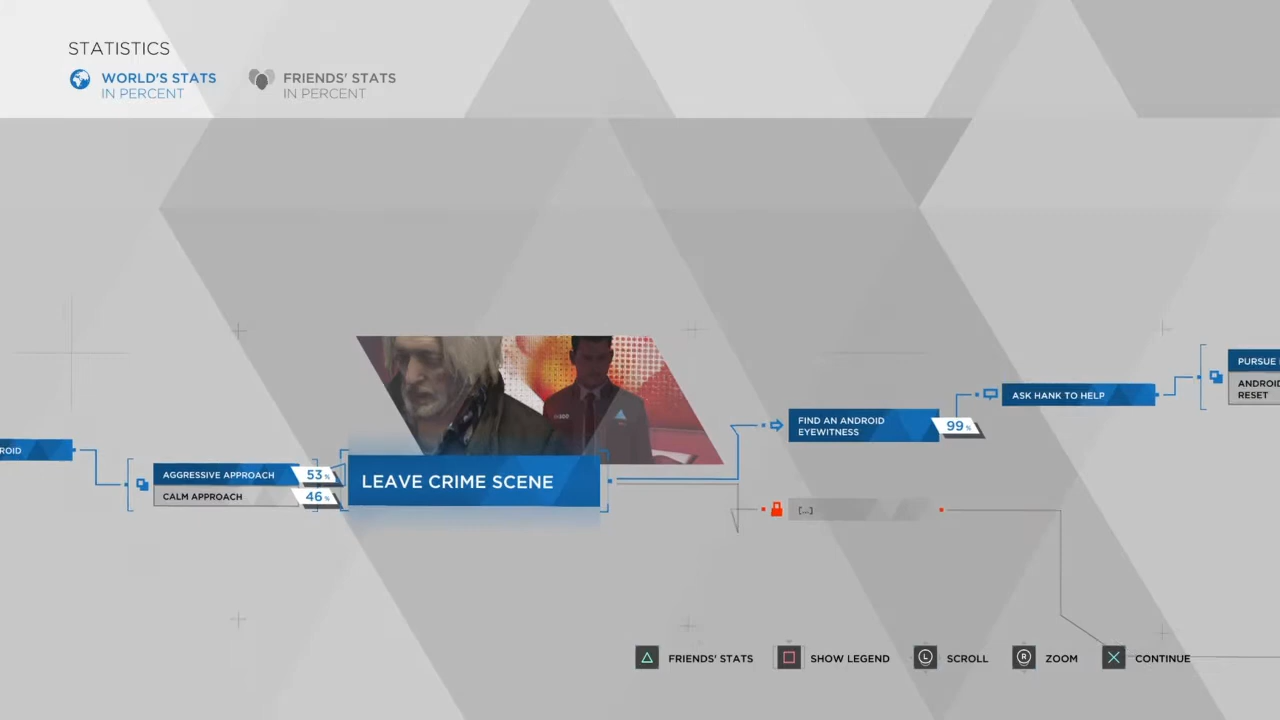 STATISTICS
WORLD'S STATS
IN PERCENT
FRIENDS' STATS
IN PERCENT
ROID
AGGRESSIVE APPROACH 53%
CALM APPROACH 46%
LEAVE CRIME SCENE
FIND AN ANDROID
EYEWITNESS
99%
[...]
ASK HANK TO HELP
PURSUE
ANDROID
RESET
FRIENDS' STATS
SHOW LEGEND
L
SCROLL
R
ZOOM
CONTINUE